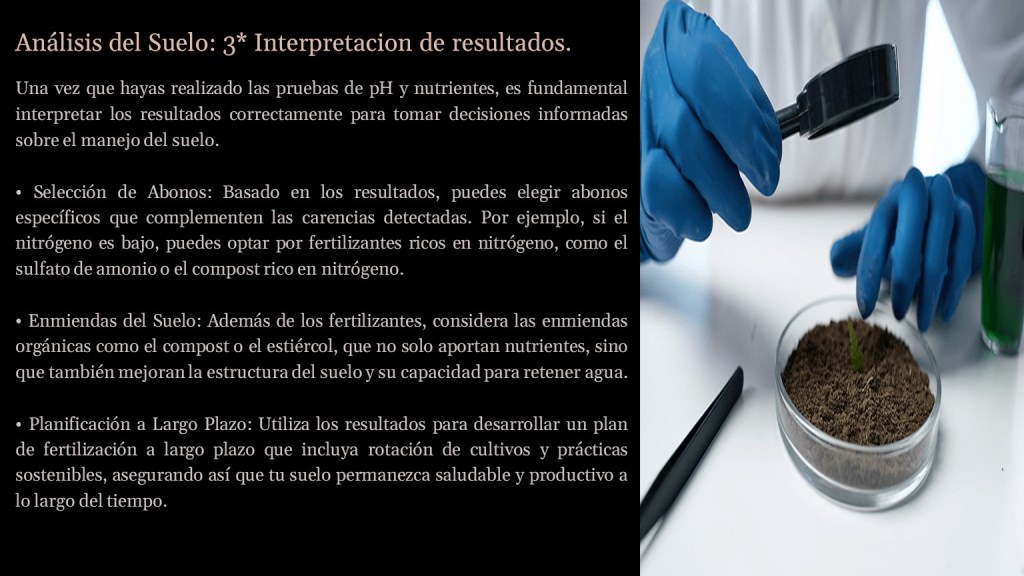 Análisis del Suelo: 3* Interpretacion de resultados.
Una vez que hayas realizado las pruebas de pH y nutrientes, es fundamental
interpretar los resultados correctamente para tomar decisiones informadas
sobre el manejo del suelo.
• Selección de Abonos: Basado en los resultados, puedes elegir abonos
específicos que complementen las carencias detectadas. Por ejemplo, si el
nitrógeno es bajo, puedes optar por fertilizantes ricos en nitrógeno, como el
sulfato de amonio o el compost rico en nitrógeno.
• Enmiendas del Suelo: Además de los fertilizantes, considera las enmiendas
orgánicas como el compost o el estiércol, que no solo aportan nutrientes, sino
que también mejoran la estructura del suelo y su capacidad para retener agua.
• Planificación a Largo Plazo: Utiliza los resultados para desarrollar un plan
de fertilización a largo plazo que incluya rotación de cultivos y prácticas
sostenibles, asegurando así que tu suelo permanezca saludable y productivo a
lo largo del tiempo.